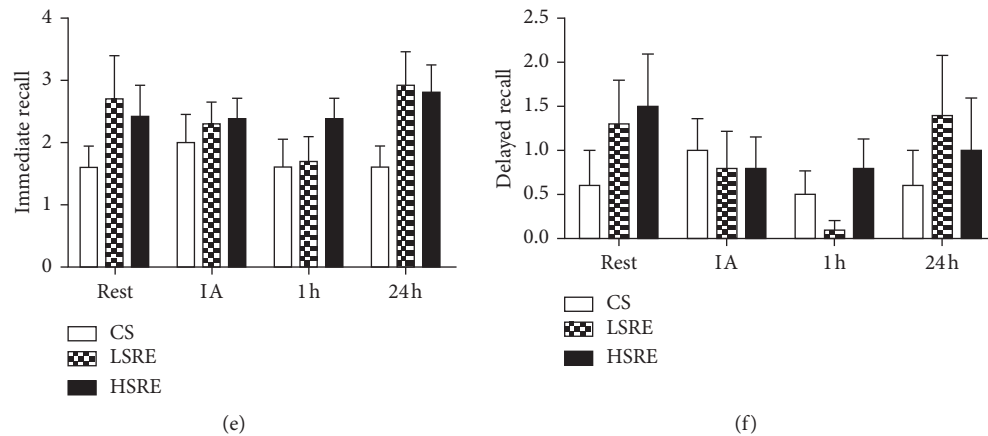 Immediate recall
4
3
2
1
0
Rest IA 1 h 24 h
CS
LSRE
HSRE
(e)
Delayed recall
2.5
2.0
1.5
1.0
0.5
0.0
Rest IA 1 h 24 h
CS
LSRE
HSRE
(f)